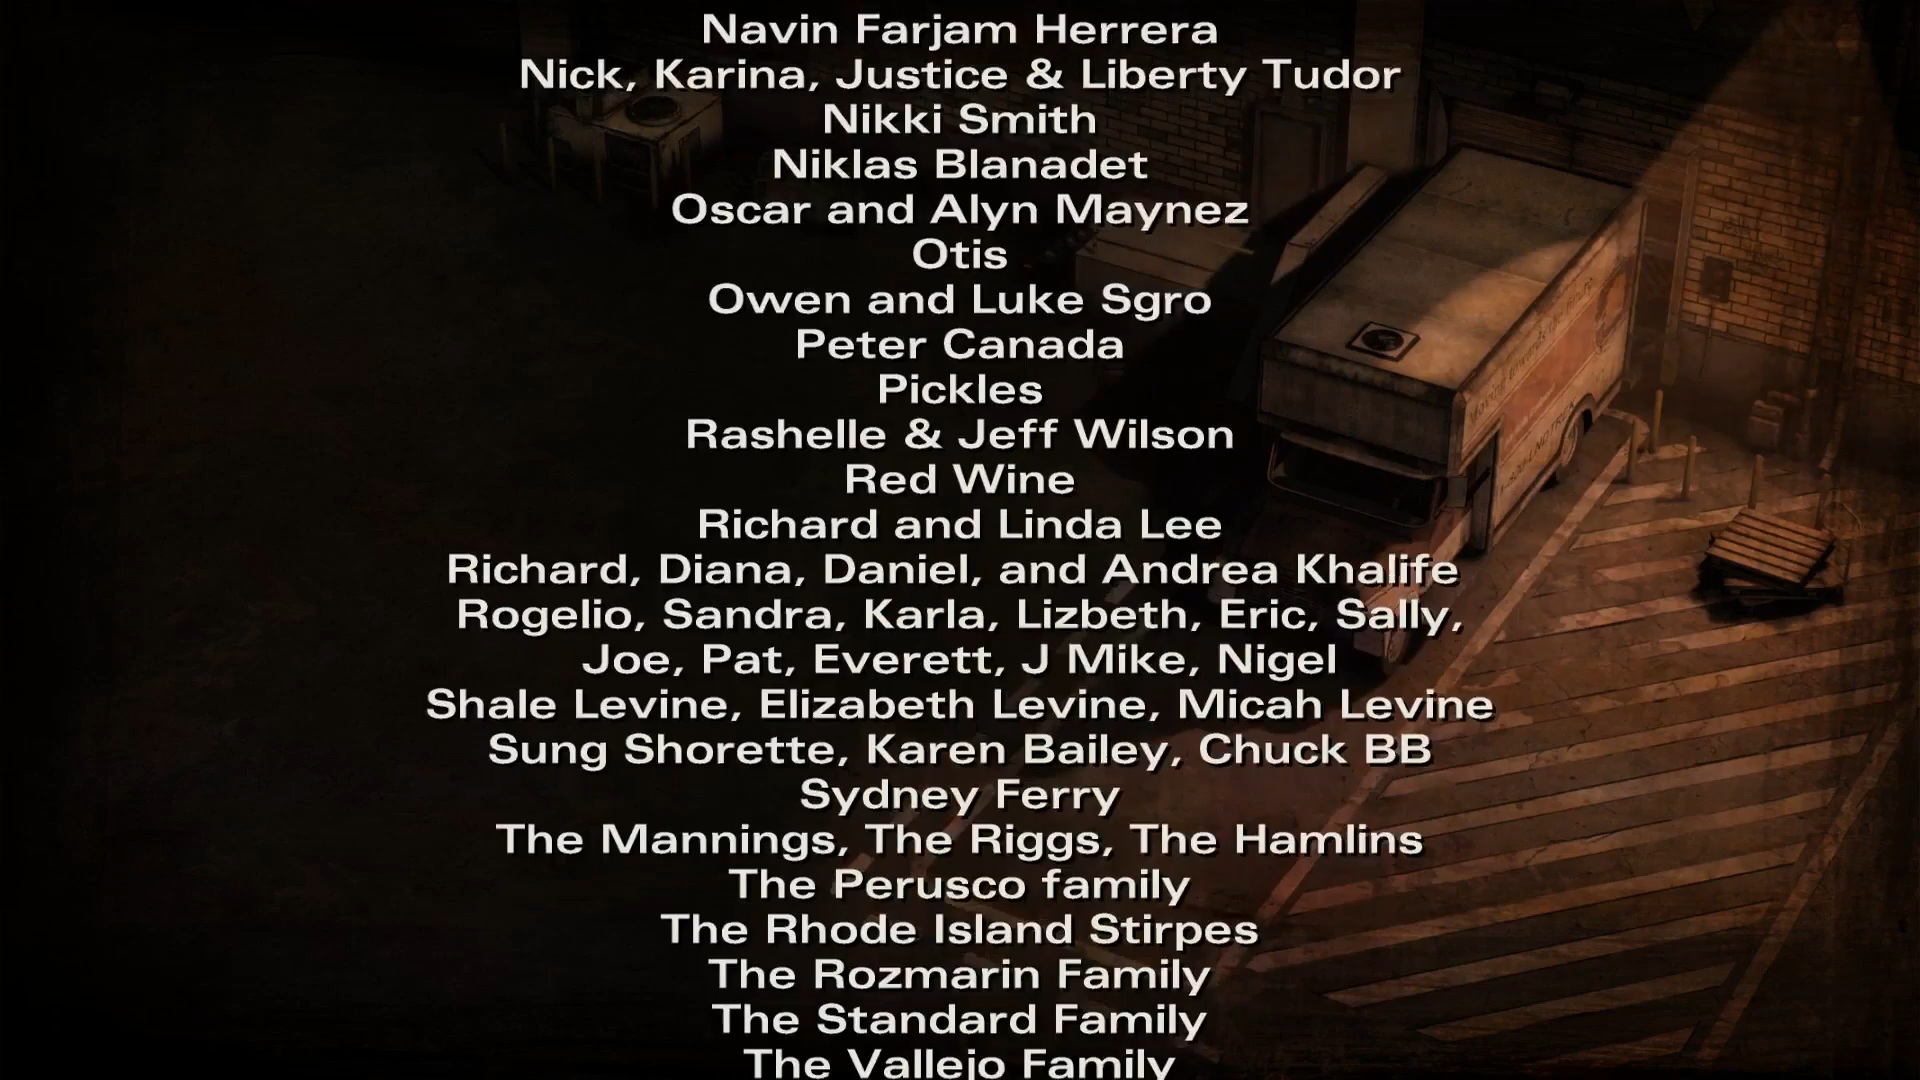 Navin Farjam Herrera
Nick, Karina, Justice & Liberty Tudor
Nikki Smith
Niklas Blanadet
Oscar and Alyn Maynez
Otis
Owen and Luke Sgro
Peter Canada
Pickles
Rashelle & Jeff Wilson
Red Wine
Richard and Linda Lee
Richard, Diana, Daniel, and Andrea Khalife
Rogelio, Sandra, Karla, Lizbeth, Eric, Sally,
Joe, Pat, Everett, J Mike, Nigel
Shale Levine, Elizabeth Levine, Micah Levine
Sung Shorette, Karen Bailey, Chuck BB
Sydney Ferry
The Mannings, The Riggs, The Hamlins
The Perusco family
The Rhode Island Stirpes
The Rozmarin Family
The Standard Family
The Vallejo Family